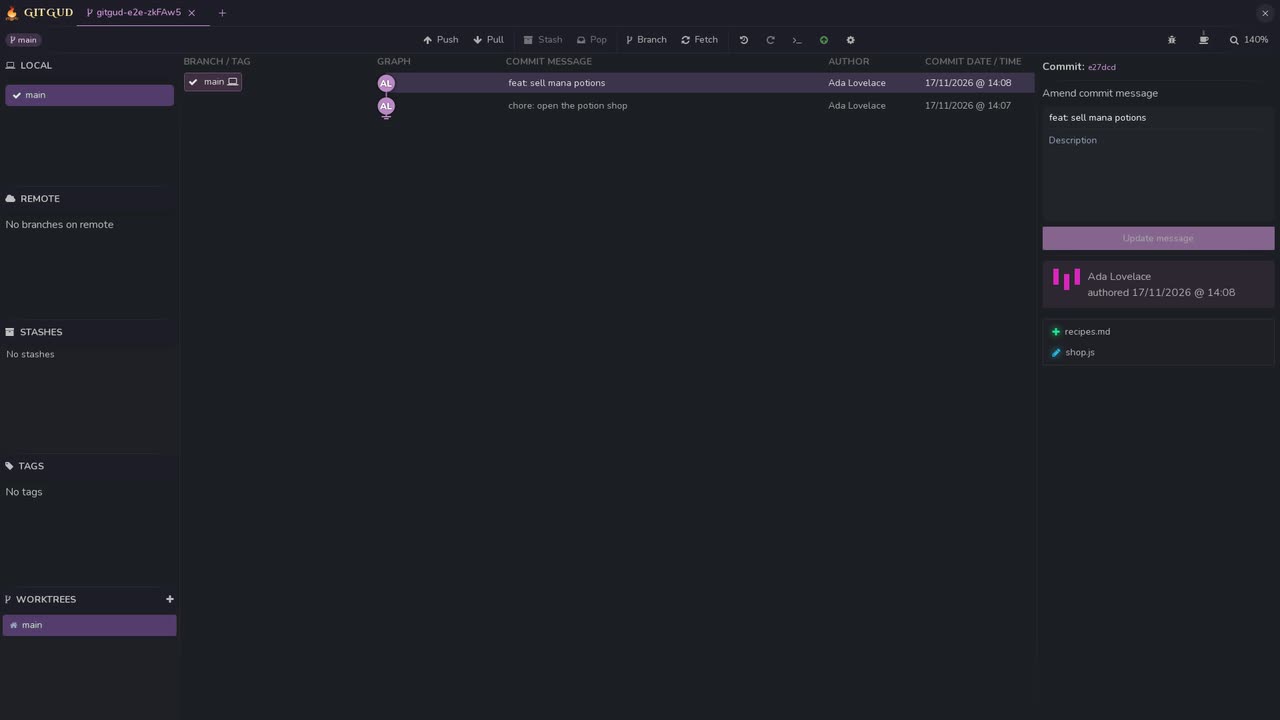 GITGUD
gitgud-e2e-zkFAw5
main
Push
Pull
Stash
Pop
Branch
Fetch
140%
LOCAL
main
REMOTE
No branches on remote
STASHES
No stashes
TAGS
No tags
WORKTREES
main
BRANCH / TAG
GRAPH
COMMIT MESSAGE
AUTHOR
COMMIT DATE / TIME
main
AL
feat: sell mana potions
Ada Lovelace
17/11/2026 @ 14:08
AL
chore: open the potion shop
Ada Lovelace
17/11/2026 @ 14:07
Commit: e27dcd
Amend commit message
feat: sell mana potions
Description
Update message
Ada Lovelace
authored 17/11/2026 @ 14:08
recipes.md
shop.js